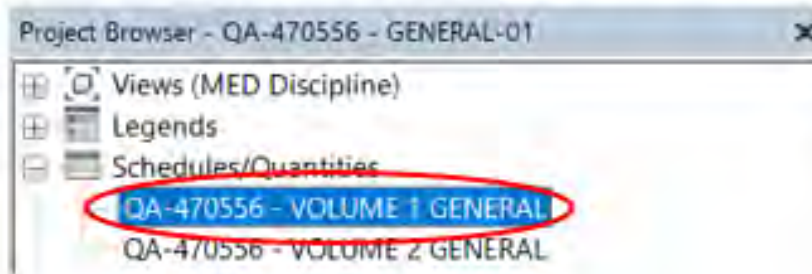 Project Browser - QA-470556 - GENERAL-01
Views (MED Discipline)
Legends
Schedules/Quantities
QA-470556 - VOLUME 1 GENERAL
QA-470556 - VOLUME 2 GENERAL